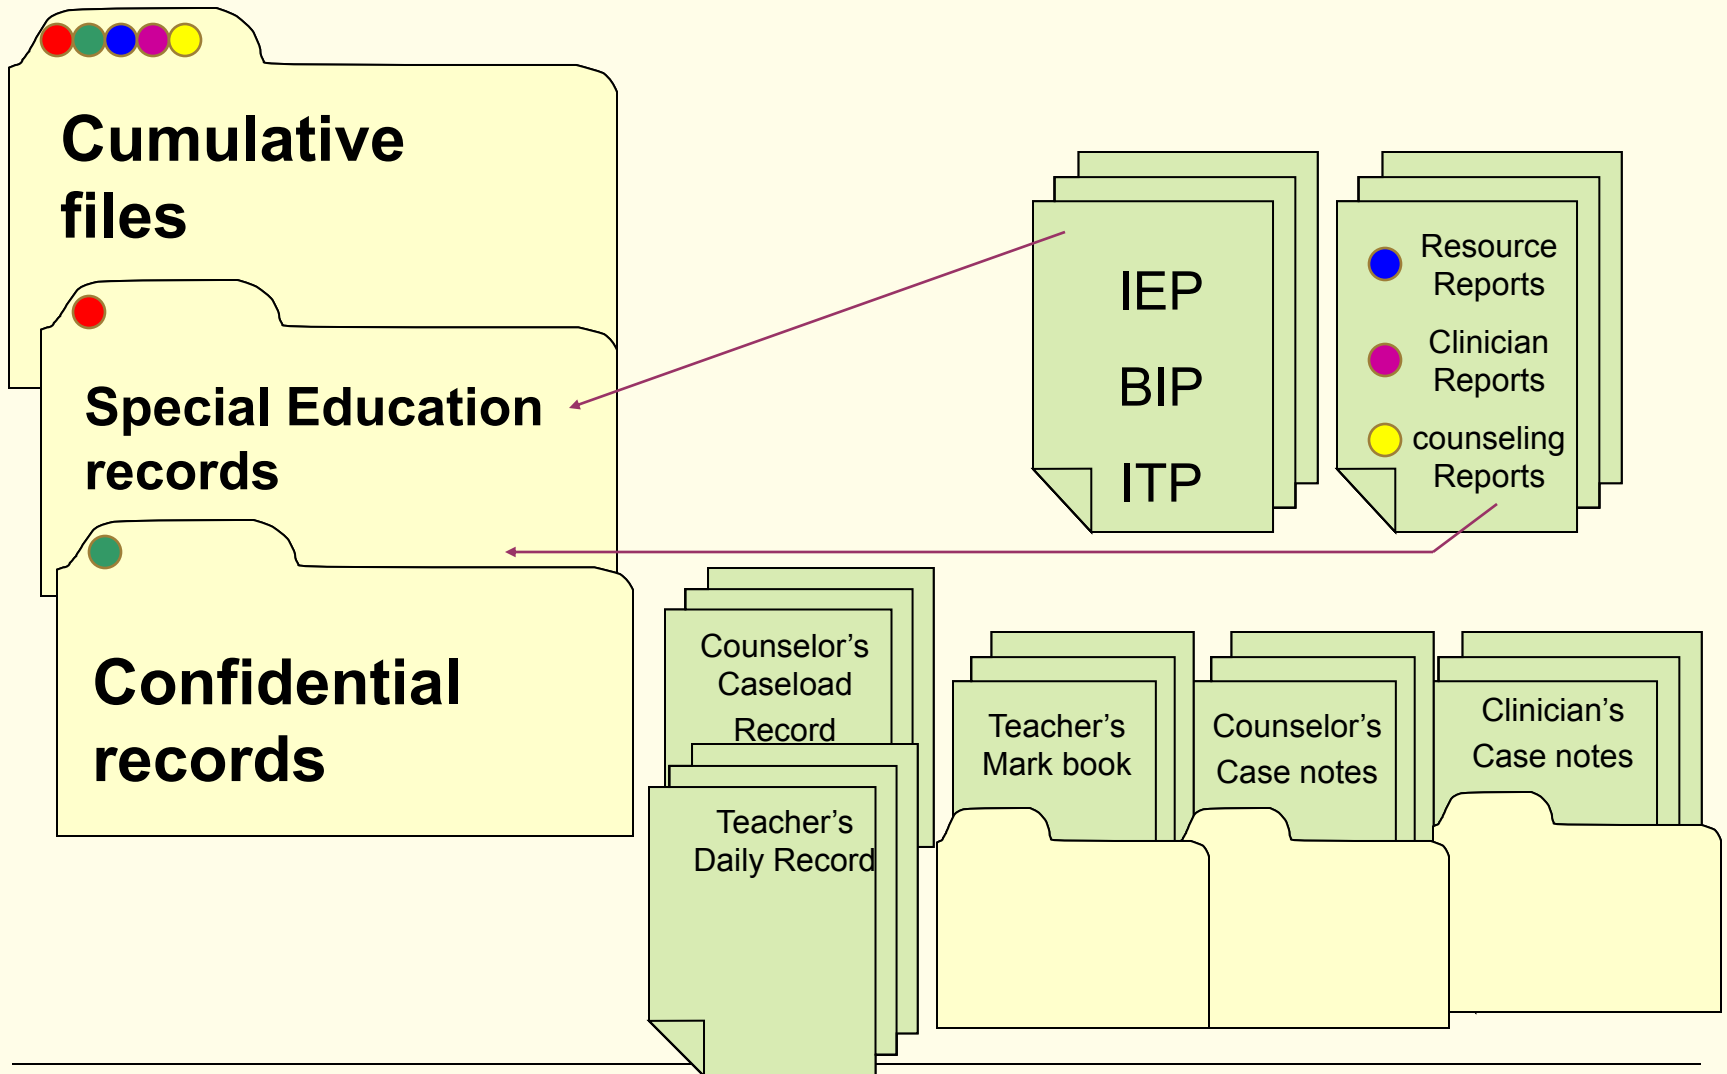 Cumulative
files
Special Education
records
Confidential
records
IEP
BIP
ITP
Resource
Reports
Clinician
Reports
counseling
Reports
Counselor’s
Caseload
Record
Teacher’s
Daily Record
Teacher’s
Mark book
Counselor’s
Case notes
Clinician’s
Case notes